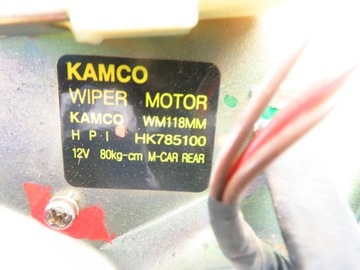 KAMCO
WIPER MOTOR
KAMCO WM118MM
H P I HK785100
12V 80kg-cm M-CAR REAR